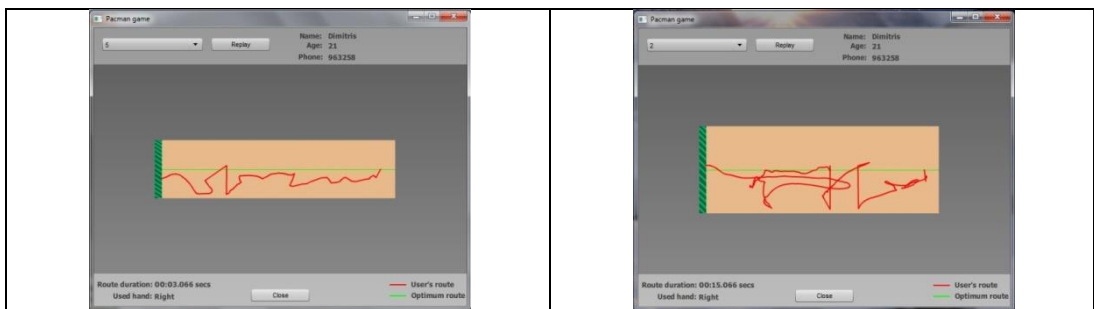 Pacman game
5
Replay
Name: Dimitris
Age: 21
Phone: 963258
Route duration: 00:03.066 secs
Used hand: Right
Close
User's route
Optimum route
Pacman game
2
Replay
Name: Dimitris
Age: 21
Phone: 963258
Route duration: 00:15.066 secs
Used hand: Right
Close
User's route
Optimum route